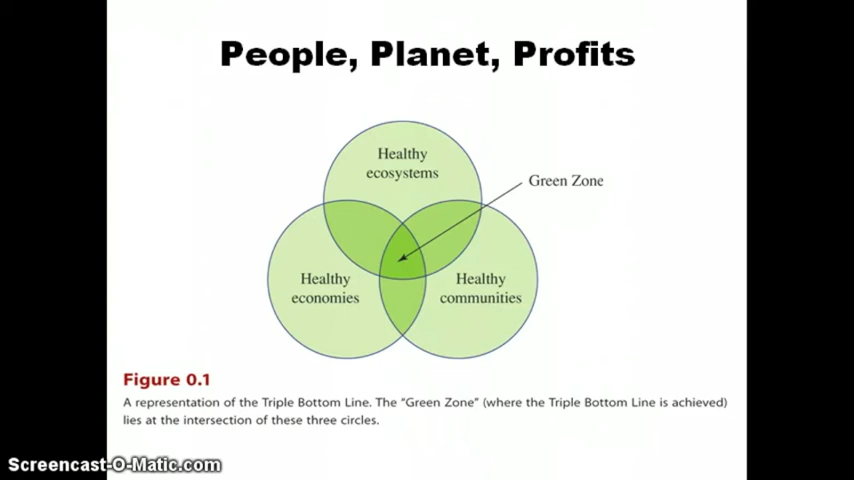 People, Planet, Profits
Healthy
ecosystems
Green Zone
Healthy
economies
Healthy
communities
Figure 0.1
A representation of the Triple Bottom Line. The “Green Zone” (where the Triple Bottom Line is achieved)
lies at the intersection of these three circles.
Screencast-O-Matic.com